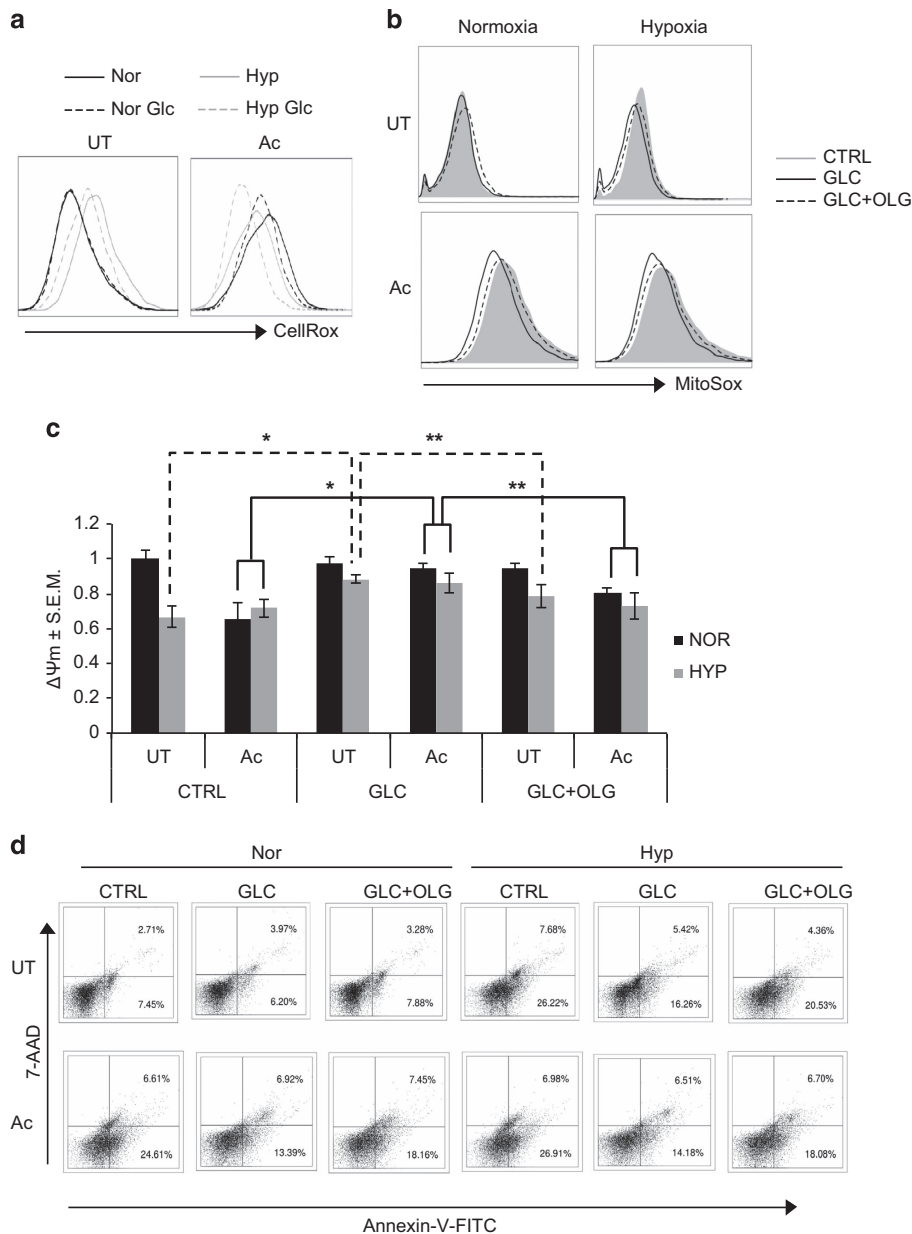 a
Nor
Hyp
Nor Glc
Hyp Glc
UT
Ac
CellRox
b
Normoxia
Hypoxia
UT
Ac
CTRL
GLC
GLC+OLG
MitoSox
c
* **
* **
ΔΨm ± S.E.M.
1.2
1
0.8
0.6
0.4
0.2
0
NOR
HYP
UT Ac UT Ac UT Ac
CTRL GLC GLC+OLG
d
Nor Hyp
CTRL GLC GLC+OLG CTRL GLC GLC+OLG
UT
2.71% 3.97% 3.28% 7.68% 5.42% 4.36%
7.45% 6.20% 7.88% 26.22% 16.26% 20.53%
7-AAD
Ac
6.61% 6.92% 7.45% 6.98% 6.51% 6.70%
24.61% 13.39% 18.16% 26.91% 14.18% 18.08%
Annexin-V-FITC